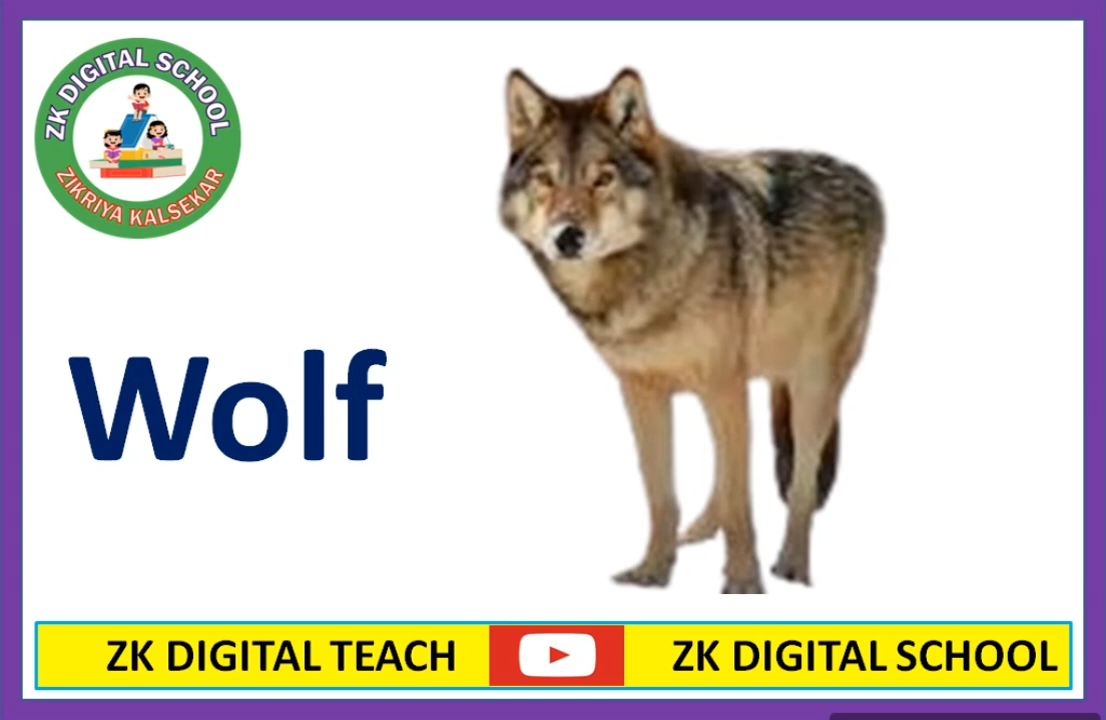 ZK DIGITAL SCHOOL
ZIKRIYA KALSEKAR
Wolf
ZK DIGITAL TEACH
ZK DIGITAL SCHOOL